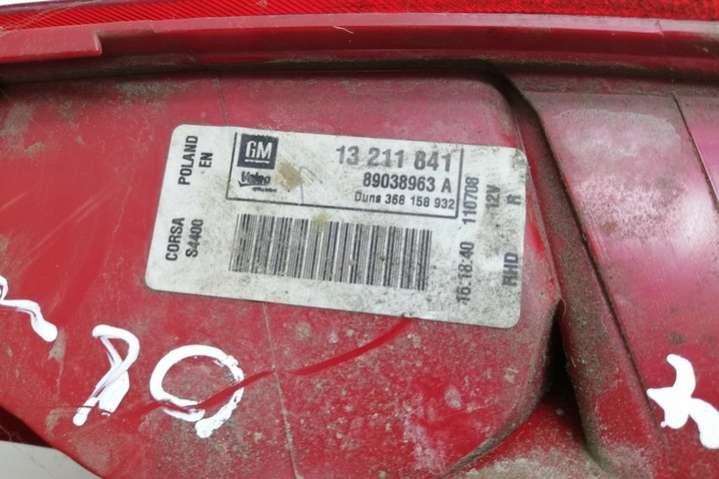 GM
Valeo
13 211 841
89038963 A
Duns 368 158 932
CORSA POLAND
S4400 EN
16:18:40 110708
RHD 12V R